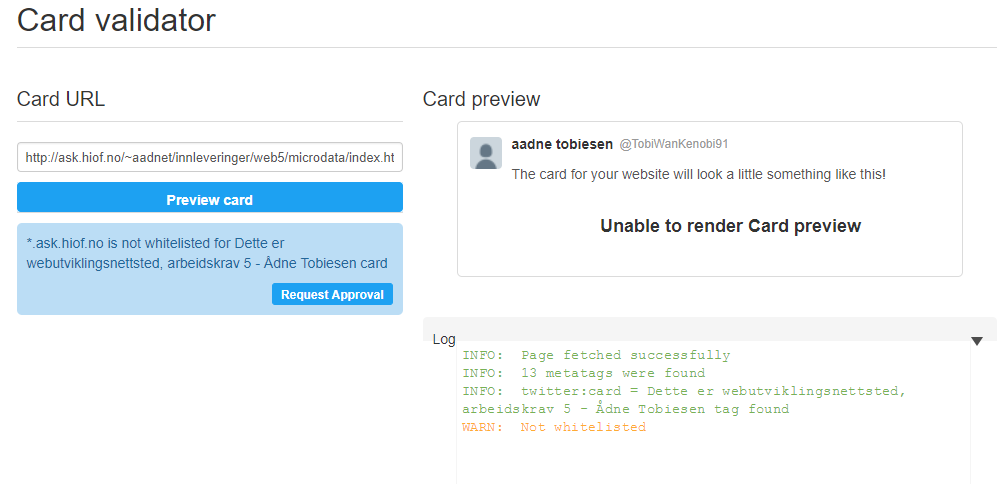 Card validator
Card URL
http://ask.hiof.no/~aadnet/innleveringer/web5/microdata/index.ht
Preview card
*.ask.hiof.no is not whitelisted for Dette er
webutviklingsnettsted, arbeidskrav 5 - Ådne Tobiesen card
Request Approval
Card preview
aadne tobiesen @TobiWanKenobi91
The card for your website will look a little something like this!
Unable to render Card preview
Log
INFO:  Page fetched successfully
INFO:  13 metatags were found
INFO:  twitter:card = Dette er webutviklingsnettsted,
arbeidskrav 5 - Ådne Tobiesen tag found
WARN:  Not whitelisted